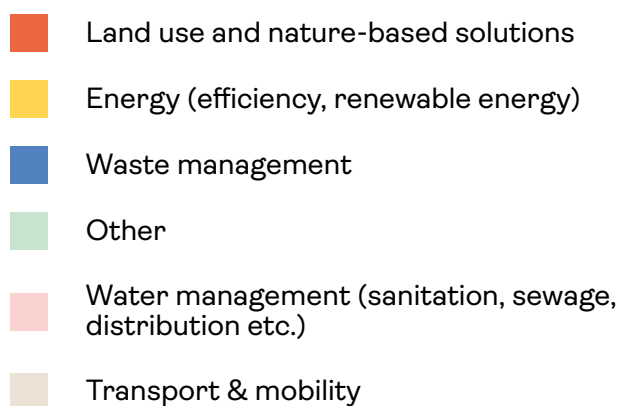 Land use and nature-based solutions
Energy (efficiency, renewable energy)
Waste management
Other
Water management (sanitation, sewage,
distribution etc.)
Transport & mobility